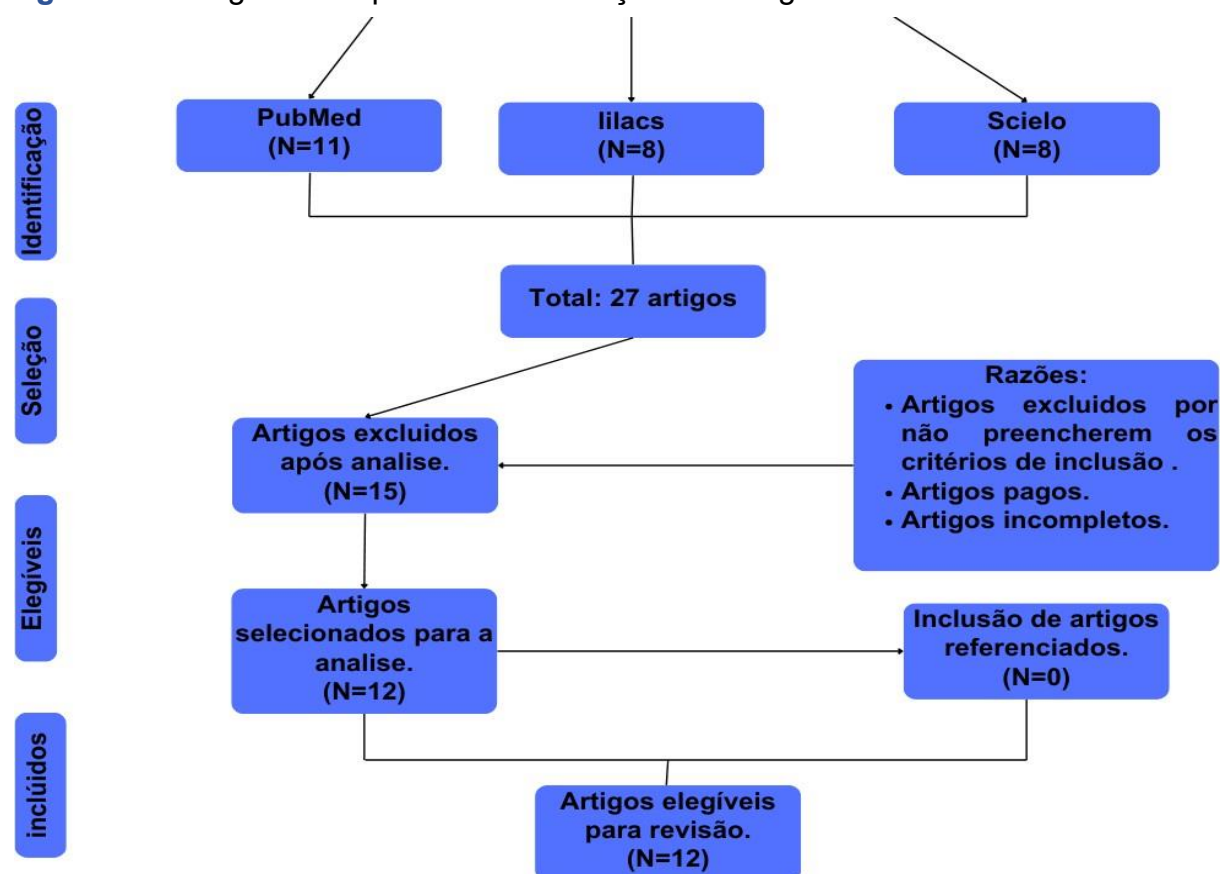 Identificação
PubMed
(N=11)
lilacs
(N=8)
Scielo
(N=8)
Seleção
Total: 27 artigos
Artigos excluidos
após analise.
(N=15)
Razões:
• Artigos excluidos por
não preencherem os
critérios de inclusão .
• Artigos pagos.
• Artigos incompletos.
Elegíveis
Artigos
selecionados para a
analise.
(N=12)
Inclusão de artigos
referenciados.
(N=0)
inclúidos
Artigos elegíveis
para revisão.
(N=12)